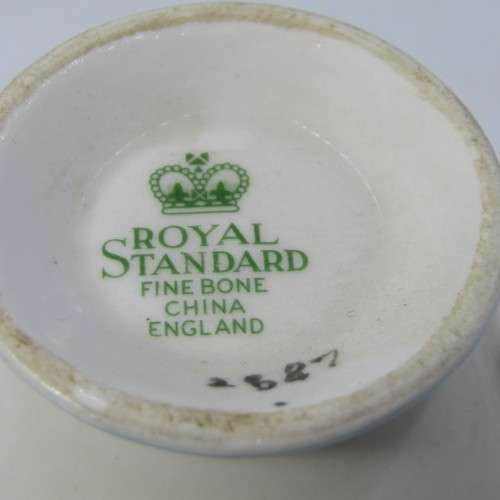 ROYAL
STANDARD
FINE BONE
CHINA
ENGLAND